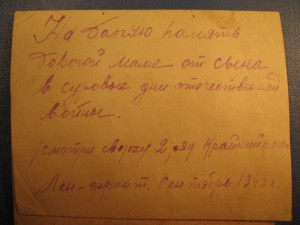 На долгую память
дорогой маме от сына
в суровые дни отечественной
войны.
смотри сверху 2 ряд крайний
Лен-фронт. Сентябрь 194